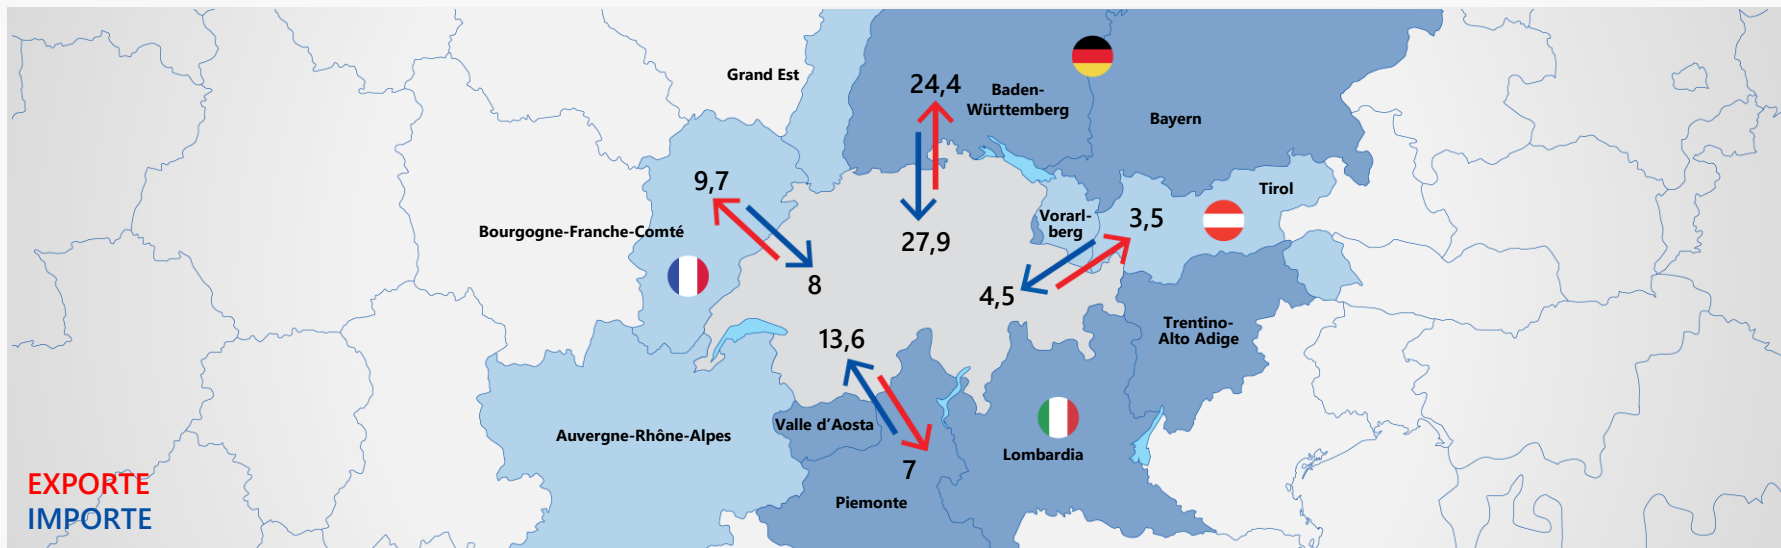 Grand Est
24,4
Baden-
Württemberg
Bayern
9,7
Tirol
Bourgogne-Franche-Comté
Vorarl-
berg
3,5
27,9
8
4,5
13,6
Trentino-
Alto Adige
Valle d’Aosta
Auvergne-Rhône-Alpes
Lombardia
7
Piemonte
EXPORTE
IMPORTE